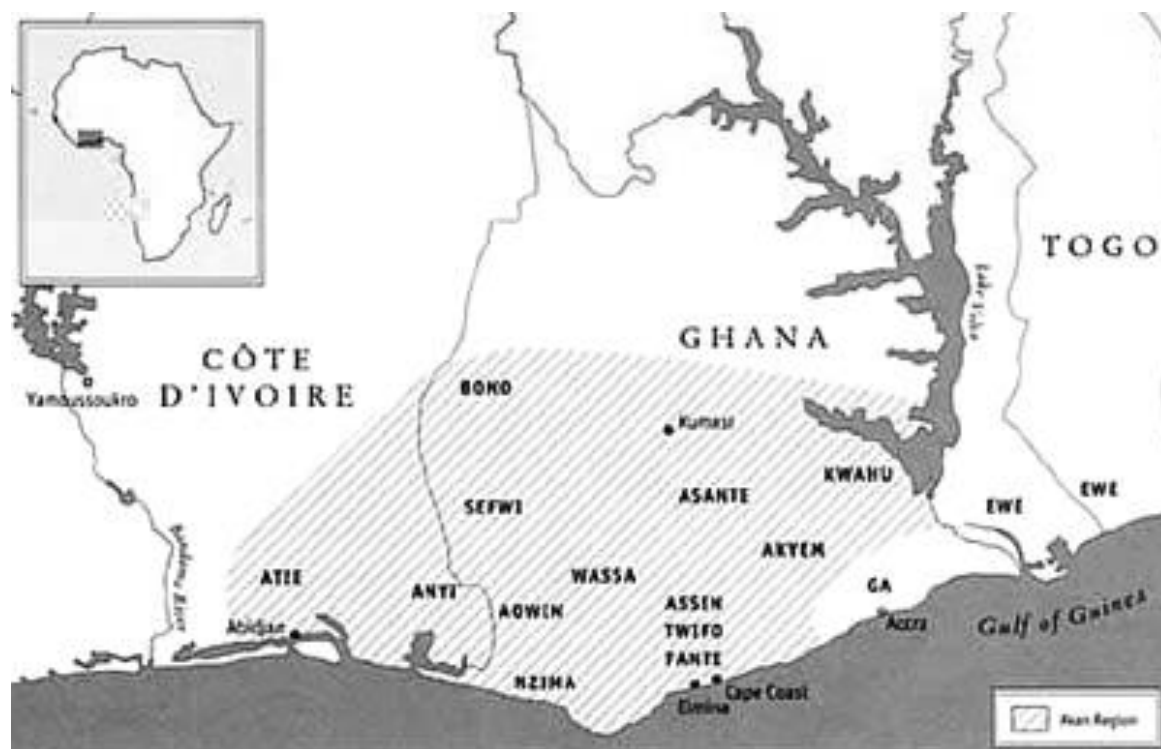 TOGO
GHANA
CÔTE
D'IVOIRE
Yamoussoukro
BONO
Kumasi
KWAHU
ASANTE
SEFWI
EWE
EWE
AKYEM
ATIE
ANYI
WASSA
AOWIN
ASSIN
TWIFO
FANTE
GA
Accra
Abidjan
Gulf of Guinea
NZIMA
Elmina
Cape Coast
Akan Region